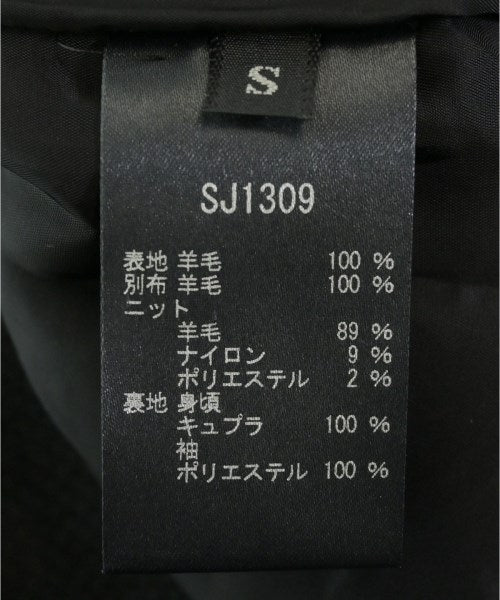 S
SJ1309
表地 羊毛 100 %
別布 羊毛 100 %
ニット
羊毛 89 %
ナイロン 9 %
ポリエステル 2 %
裏地 身頃
キュプラ 100 %
袖
ポリエステル 100 %